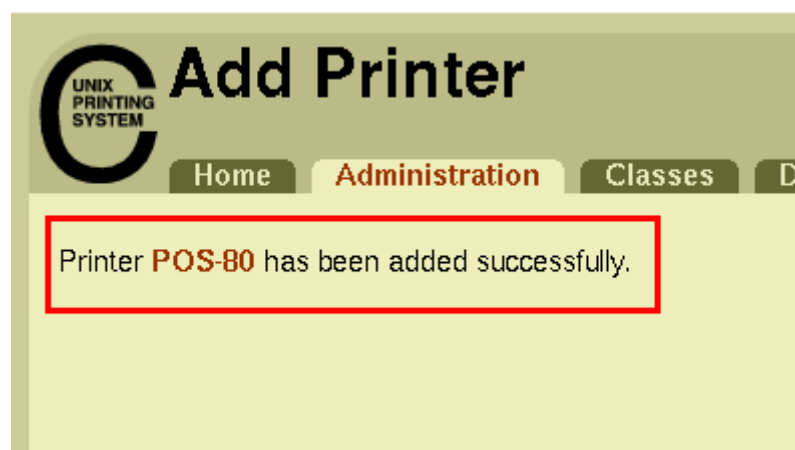 UNIX
PRINTING
SYSTEM
Add Printer
Home Administration Classes D
Printer POS-80 has been added successfully.